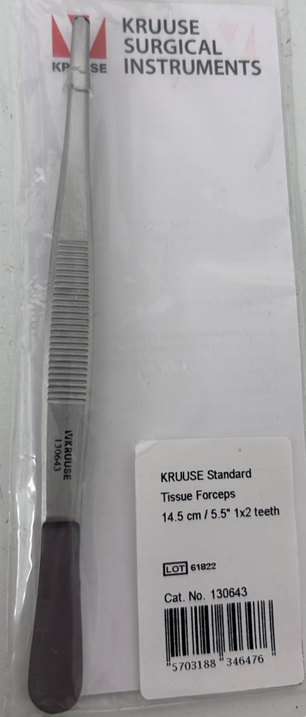 KRUUSE
KRUUSE
SURGICAL
INSTRUMENTS
KRUUSE
130643
KRUUSE Standard
Tissue Forceps
14.5 cm / 5.5" 1x2 teeth
LOT 61822
Cat. No. 130643
5703188 346476